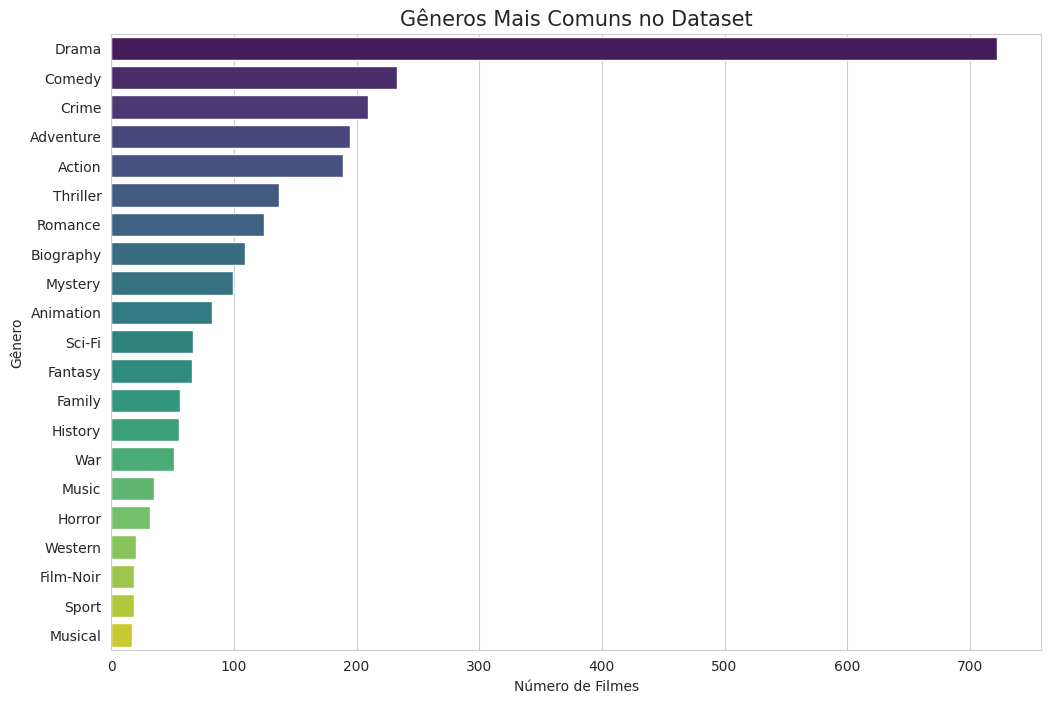 Gêneros Mais Comuns no Dataset
Gênero
Drama
Comedy
Crime
Adventure
Action
Thriller
Romance
Biography
Mystery
Animation
Sci-Fi
Fantasy
Family
History
War
Music
Horror
Western
Film-Noir
Sport
Musical
0 100 200 300 400 500 600 700
Número de Filmes